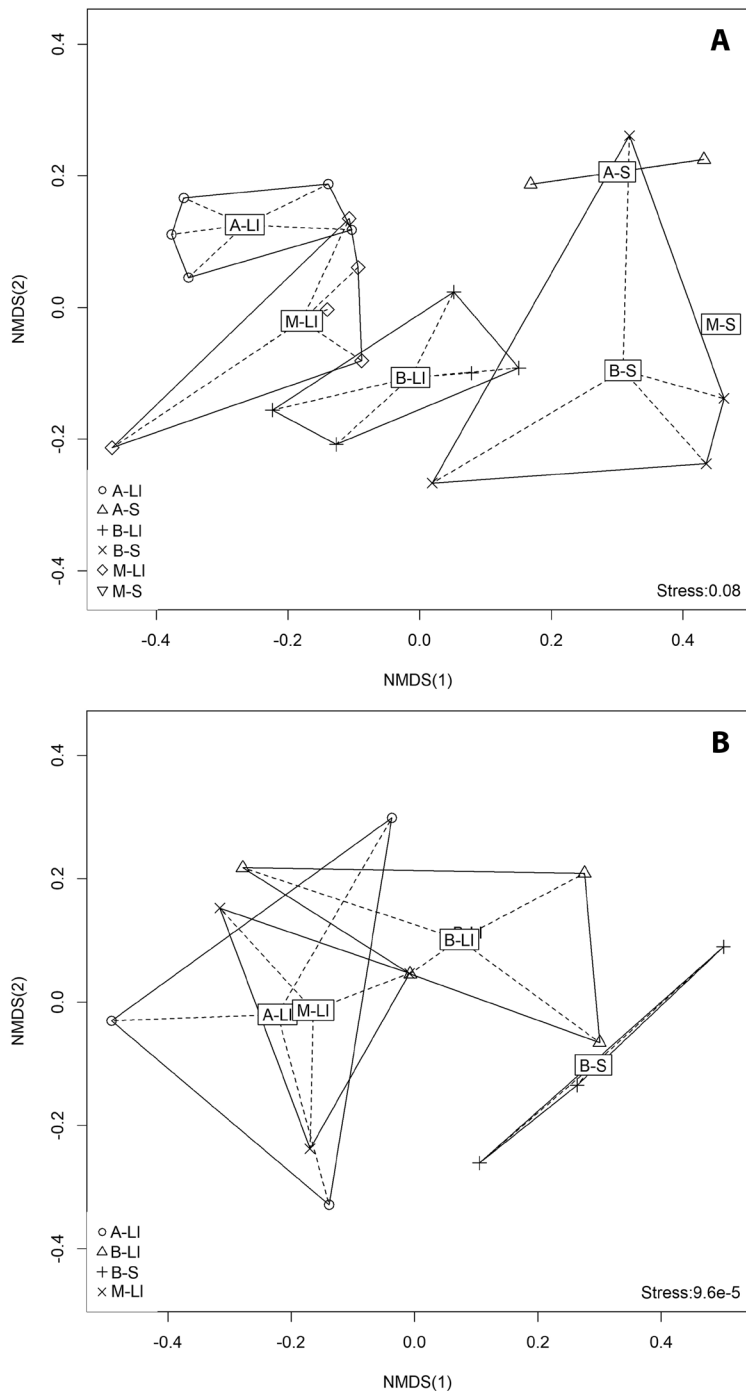 A
0.4
0.2
0.0
-0.2
-0.4
NMDS(2)
A-LI
M-LI
B-LI
A-S
M-S
B-S
A-LI
A-S
B-LI
B-S
M-LI
M-S
Stress:0.08
-0.4 -0.2 0.0 0.2 0.4
NMDS(1)
B
0.4
0.2
0.0
-0.2
-0.4
NMDS(2)
B-LI
A-LI
M-LI
B-S
A-LI
B-LI
B-S
M-LI
Stress:9.6e-5
-0.4 -0.2 0.0 0.2 0.4
NMDS(1)